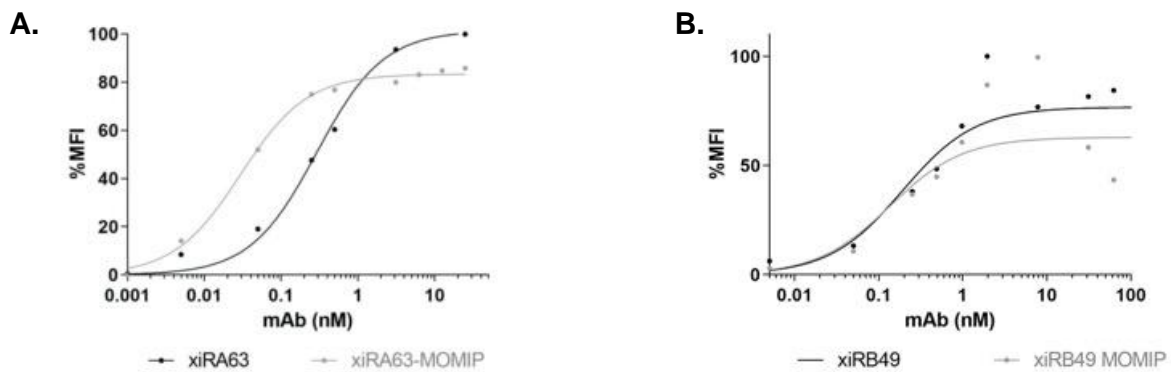 A.
100
80
60
40
20
0
%MFI
0.001 0.01 0.1 1 10
mAb (nM)
xiRA63 xiRA63-MOMIP
B.
100
50
0
%MFI
0.01 0.1 1 10 100
mAb (nM)
xiRB49 xiRB49 MOMIP